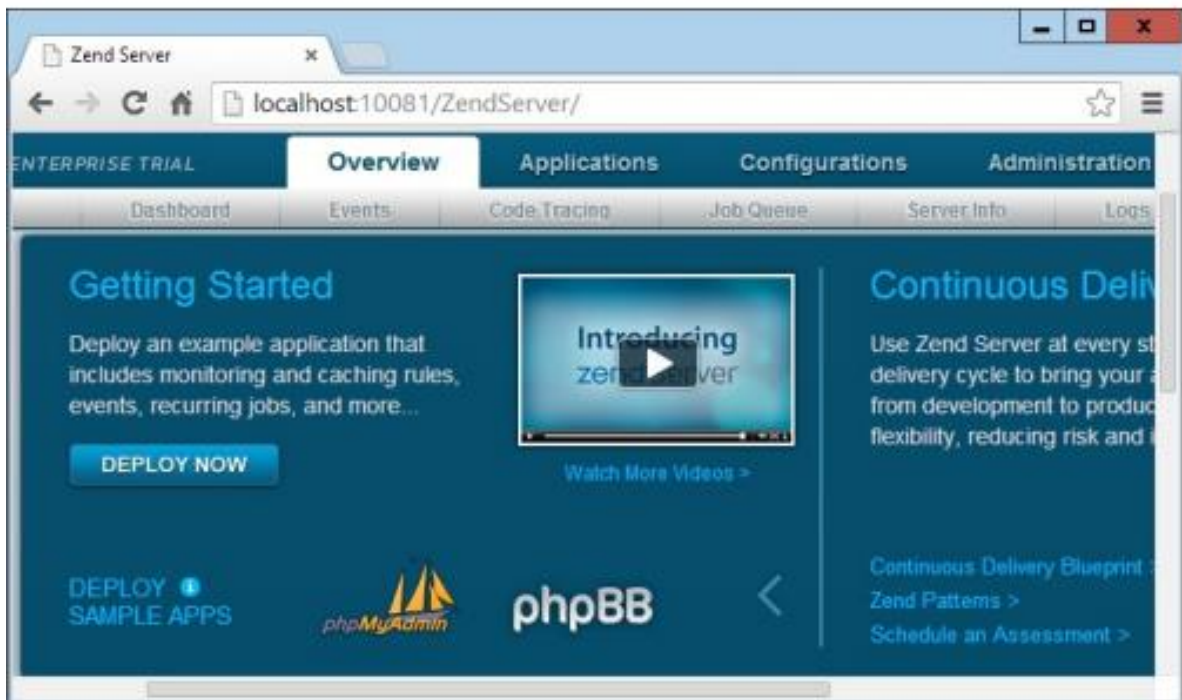 Zend Server
localhost:10081/ZendServer/
ENTERPRISE TRIAL
Overview
Applications
Configurations
Administration
Dashboard
Events
Code Tracing
Job Queue
Server Info
Logs
Getting Started
Deploy an example application that
includes monitoring and caching rules,
events, recurring jobs, and more...
DEPLOY NOW
Introducing
zend server
Watch More Videos >
DEPLOY
SAMPLE APPS
phpMyAdmin
phpBB
Continuous Deliv
Use Zend Server at every st
delivery cycle to bring your a
from development to produc
flexibility, reducing risk and i
Continuous Delivery Blueprint >
Zend Patterns >
Schedule an Assessment >